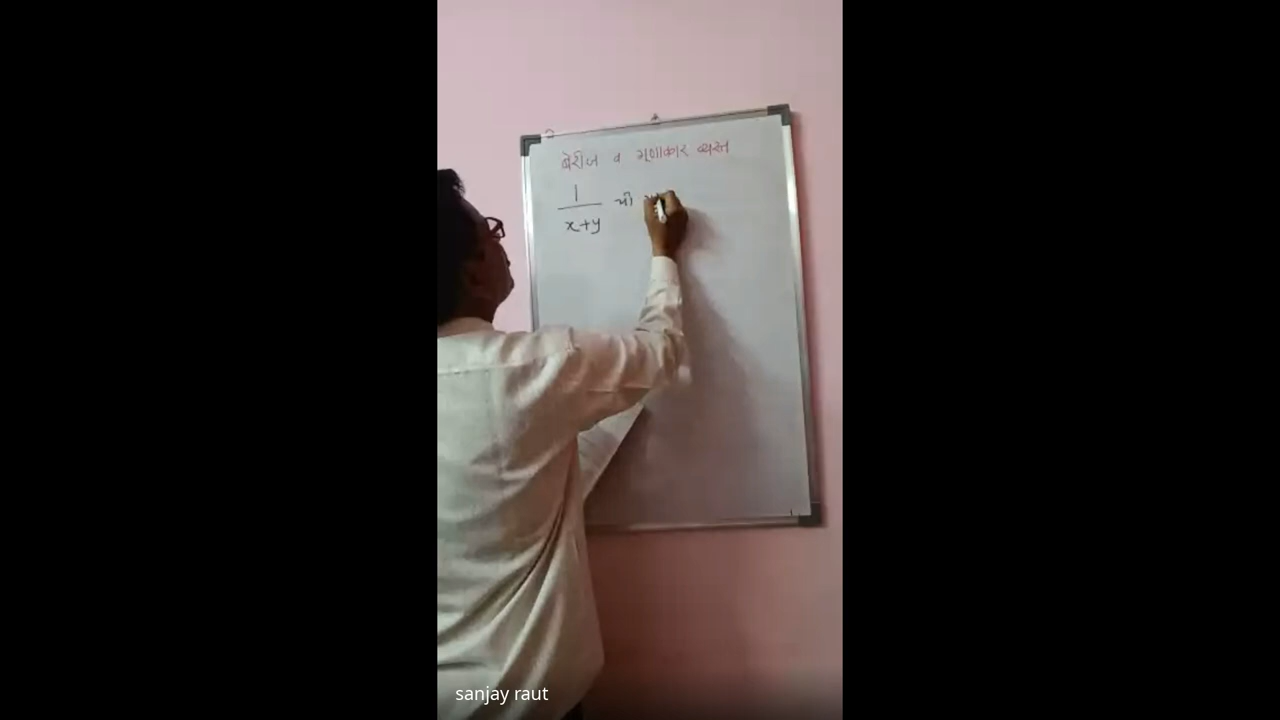 बेरीज व गूणाकार व्यस्त
1
x+y ची
sanjay raut